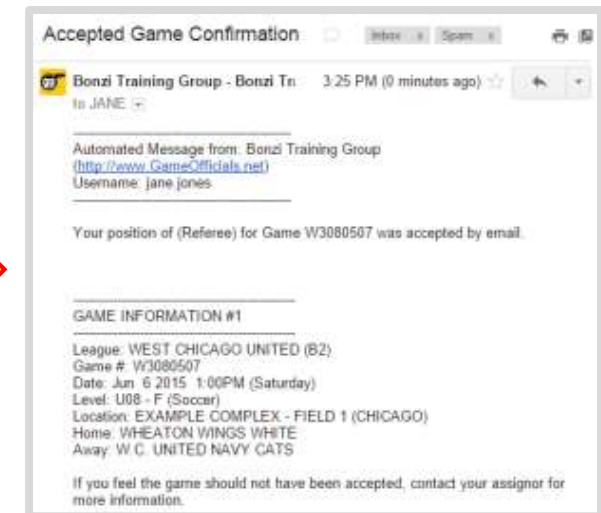 Accepted Game Confirmation Inbox x Spam x
Bonzi Training Group - Bonzi Tr 3:25 PM (0 minutes ago)
to JANE
Automated Message from: Bonzi Training Group
(http://www.GameOfficials.net)
Username: jane jones
Your position of (Referee) for Game W3080507 was accepted by email.
GAME INFORMATION #1
League: WEST CHICAGO UNITED (B2)
Game #: W3080507
Date: Jun 6 2015 1:00PM (Saturday)
Level: U08 - F (Soccer)
Location: EXAMPLE COMPLEX - FIELD 1 (CHICAGO)
Home: WHEATON WINGS WHITE
Away: W.C. UNITED NAVY CATS
If you feel the game should not have been accepted, contact your assignor for
more information.